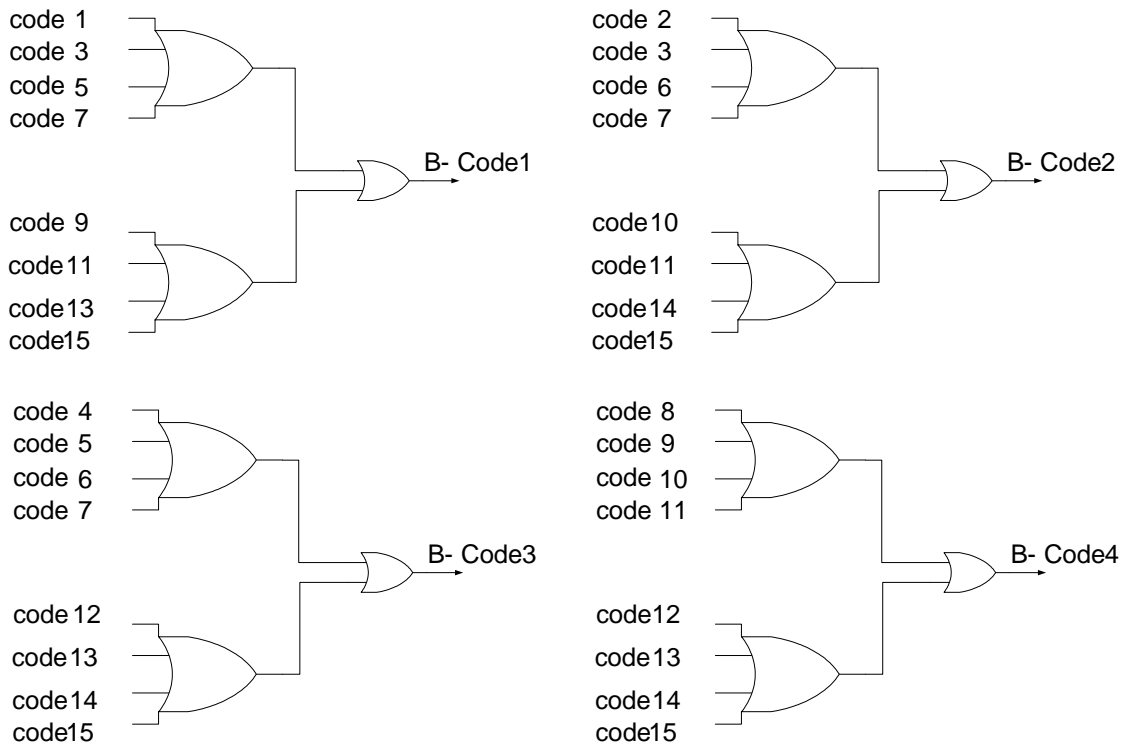 code 1
code 3
code 5
code 7
B- Code1
code 9
code11
code13
code15
code 2
code 3
code 6
code 7
B- Code2
code10
code11
code14
code15
code 4
code 5
code 6
code 7
B- Code3
code 12
code13
code14
code15
code 8
code 9
code 10
code 11
B- Code4
code12
code13
code14
code15